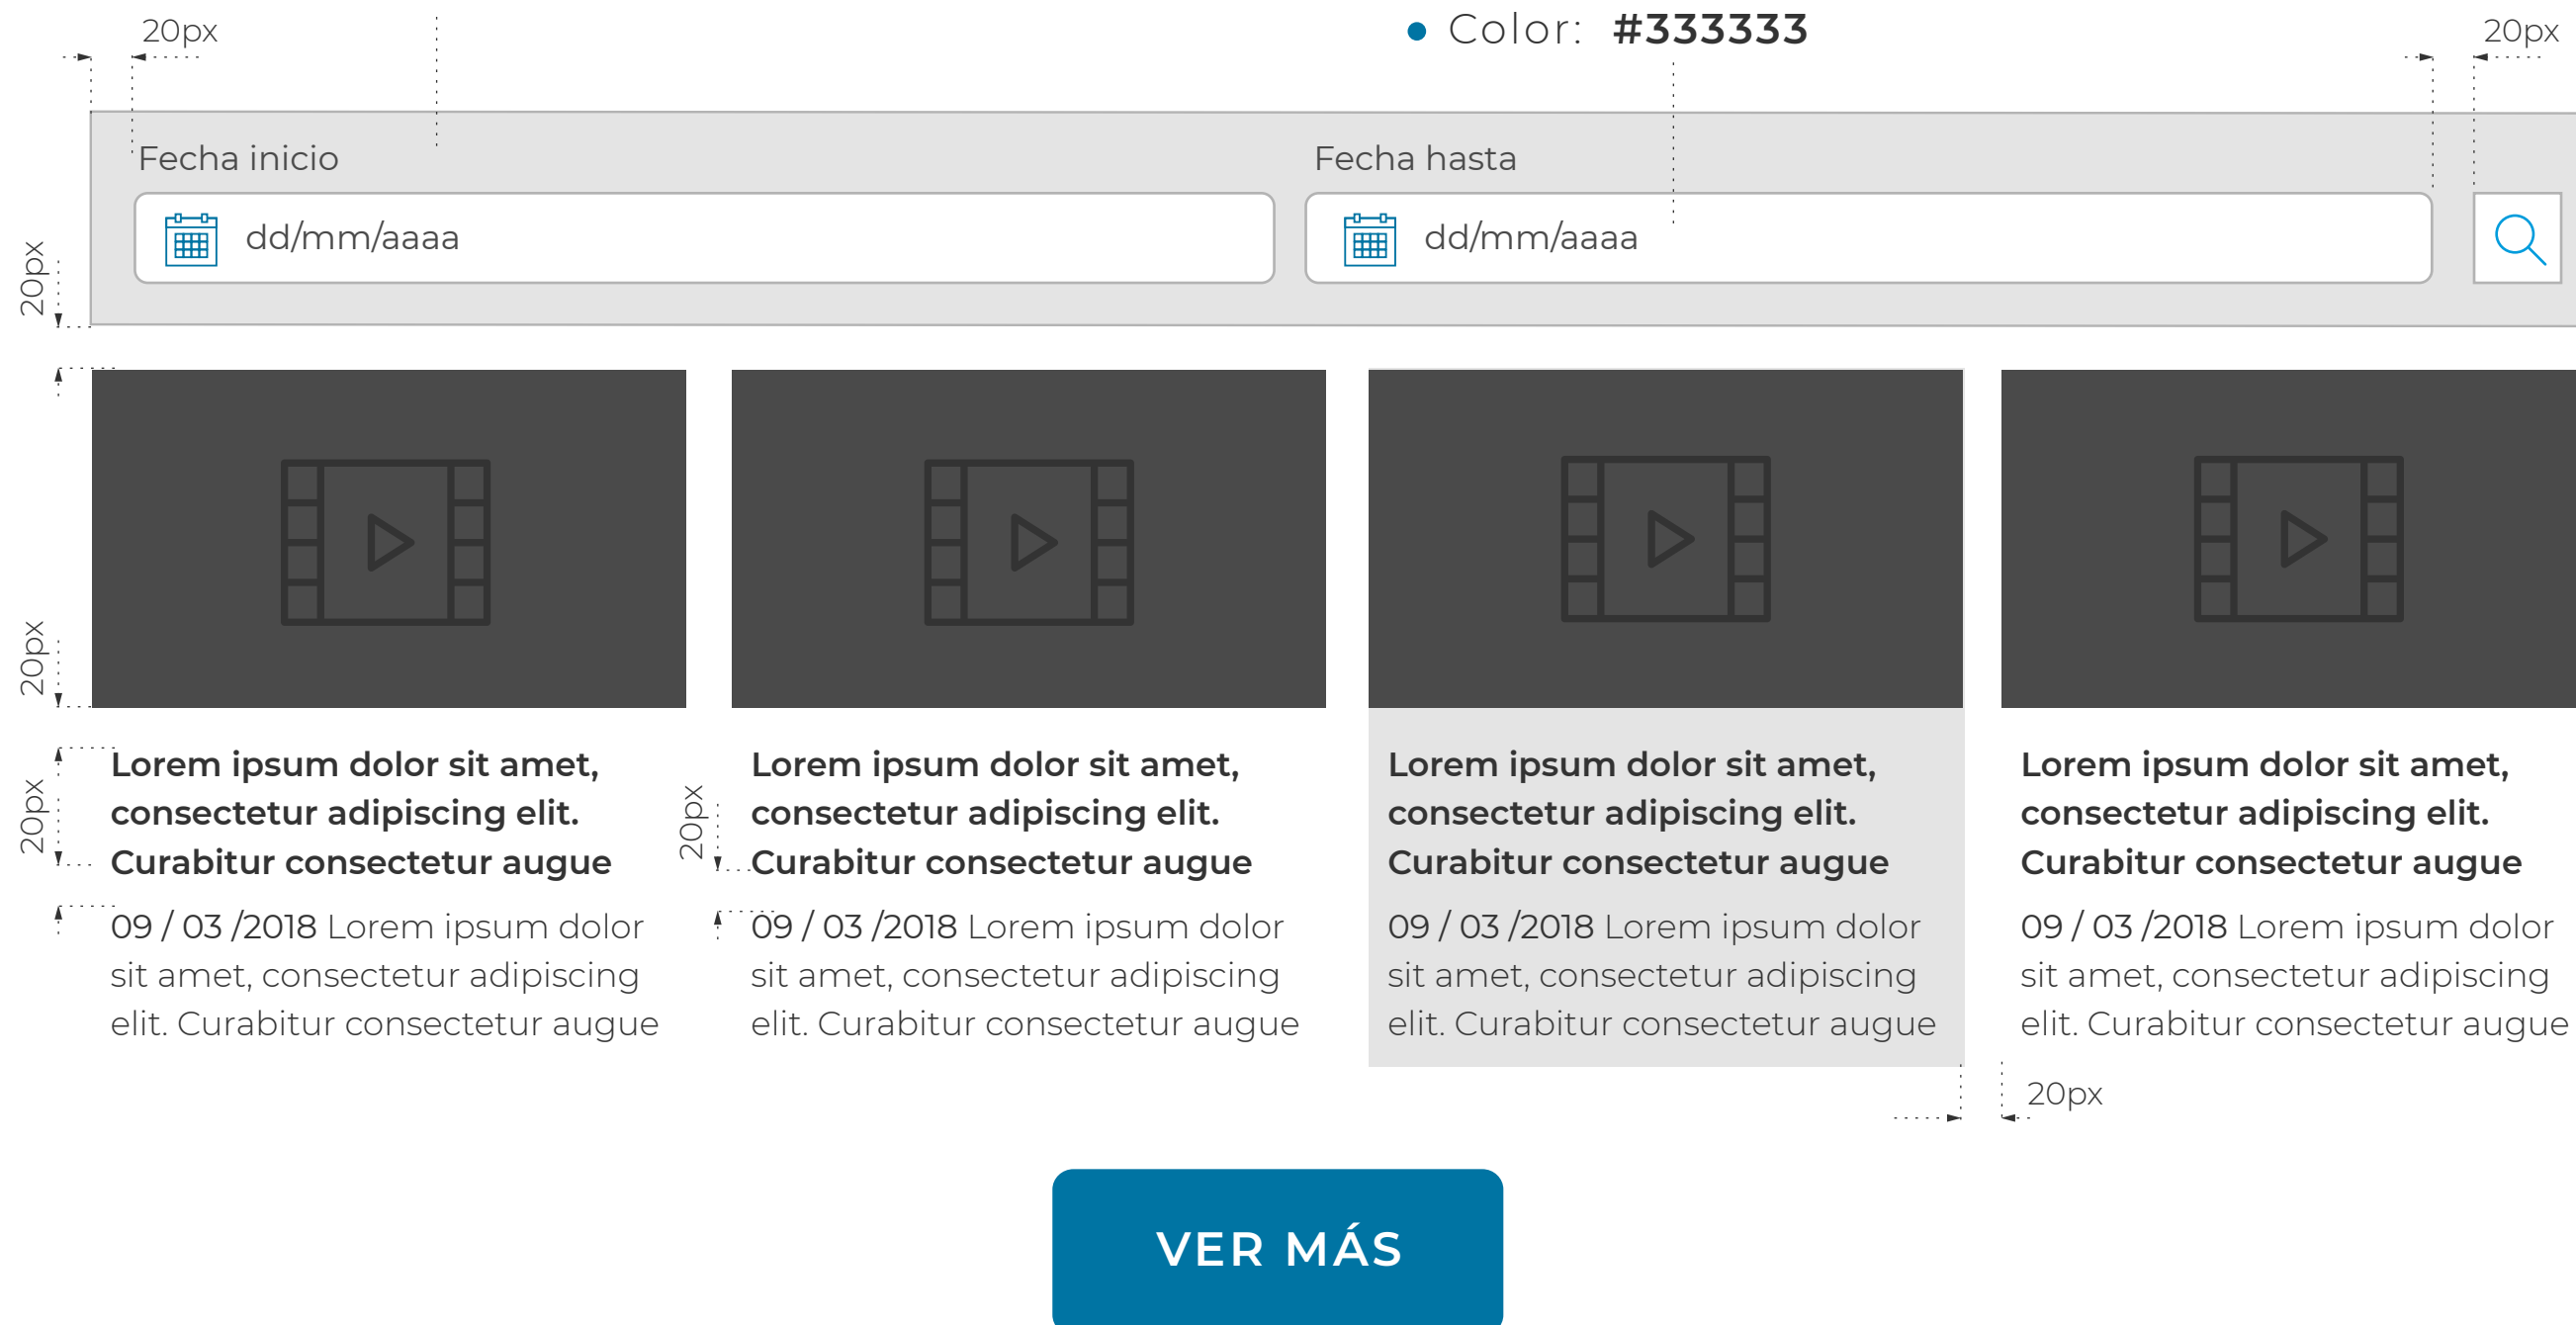 20px
Color: #333333
20px
Fecha inicio
Fecha hasta
dd/mm/aaaa
dd/mm/aaaa
20px
20px
Lorem ipsum dolor sit amet,
consectetur adipiscing elit.
Curabitur consectetur augue
09 / 03 /2018 Lorem ipsum dolor
sit amet, consectetur adipiscing
elit. Curabitur consectetur augue
20px
Lorem ipsum dolor sit amet,
consectetur adipiscing elit.
Curabitur consectetur augue
09 / 03 /2018 Lorem ipsum dolor
sit amet, consectetur adipiscing
elit. Curabitur consectetur augue
20px
Lorem ipsum dolor sit amet,
consectetur adipiscing elit.
Curabitur consectetur augue
09 / 03 /2018 Lorem ipsum dolor
sit amet, consectetur adipiscing
elit. Curabitur consectetur augue
Lorem ipsum dolor sit amet,
consectetur adipiscing elit.
Curabitur consectetur augue
09 / 03 /2018 Lorem ipsum dolor
sit amet, consectetur adipiscing
elit. Curabitur consectetur augue
20px
VER MÁS